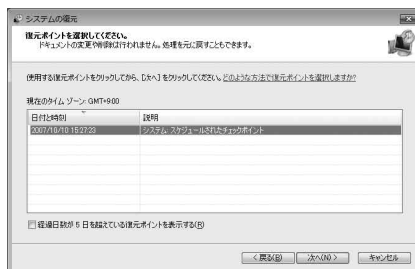 システムの復元
復元ポイントを選択してください。
ドキュメントの変更や削除は行われません。処理を元に戻すこともできます。
使用する復元ポイントをクリックしてから、[次へ] をクリックしてください。どのような方法で復元ポイントを選択しますか?
現在のタイム ゾーン: GMT+9:00
日付と時刻 説明
2007/10/10 15:27:23 システム: スケジュールされたチェックポイント
経過日数が 5 日を超えている復元ポイントを表示する(R)
< 戻る(B) 次へ(N) > キャンセル